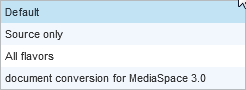 Default
Source only
All flavors
document conversion for MediaSpace 3.0